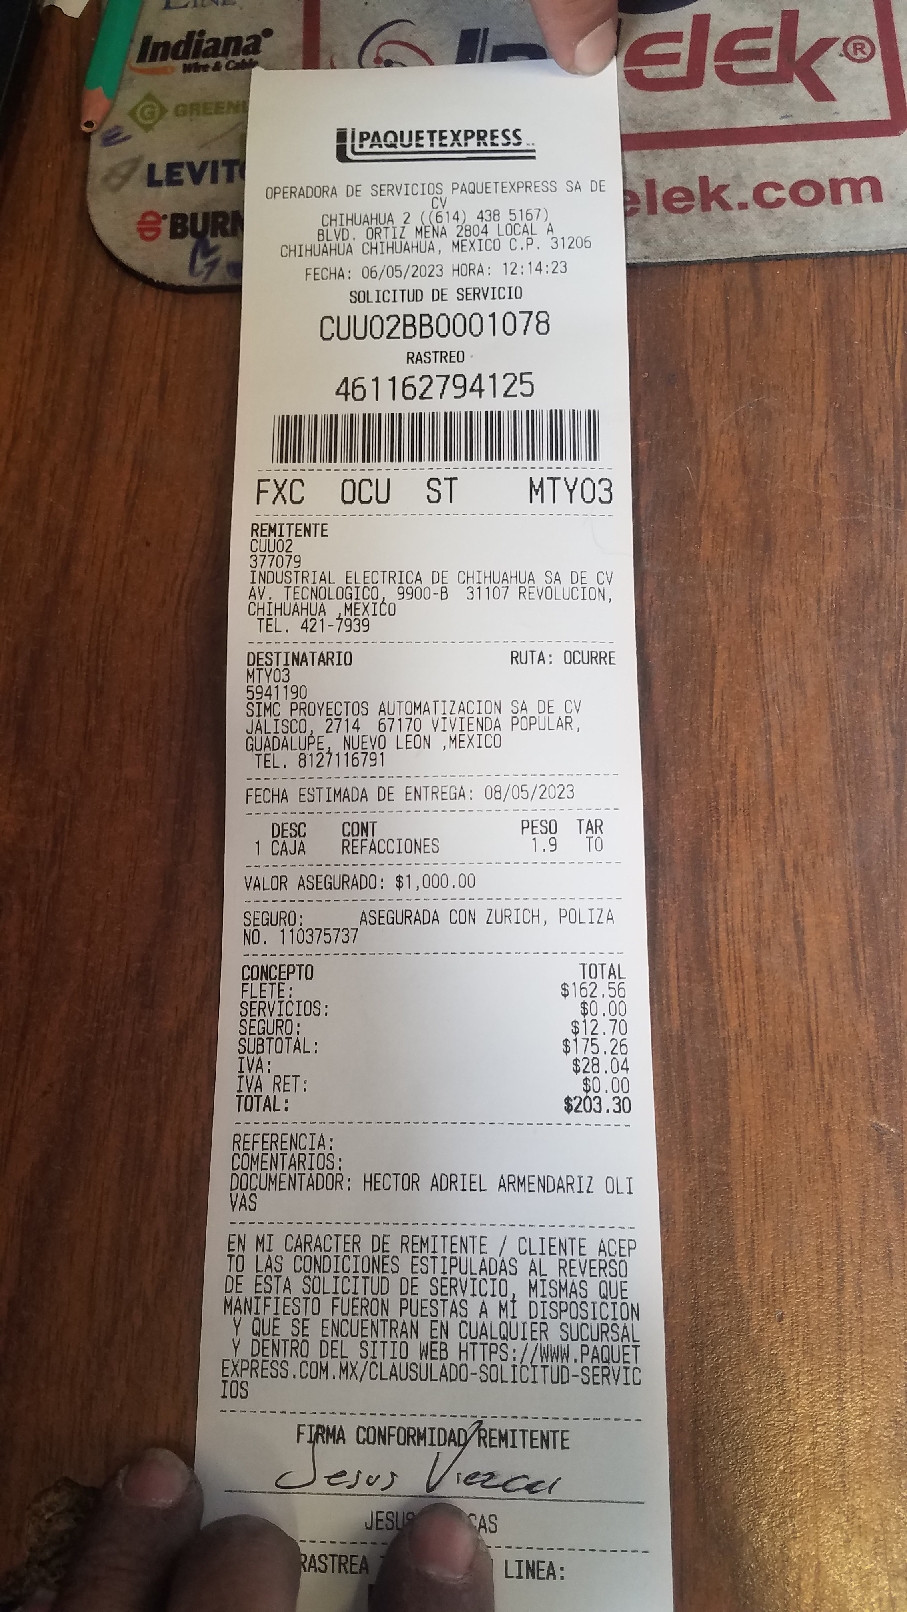 Indiana®
Wire & Cable
elek®
LEVIT
BURN
elek.com
PAQUETEXPRESS
OPERADORA DE SERVICIOS PAQUETEXPRESS SA DE
CV
CHIHUAHUA 2 ((614) 438 5167)
BLVD. ORTIZ MENA 2804 LOCAL A
CHIHUAHUA CHIHUAHUA, MEXICO C.P. 31206
FECHA: 06/05/2023 HORA: 12:14:23
SOLICITUD DE SERVICIO
CUU02BB0001078
RASTREO
461162794125
FXC OCU ST MTY03
REMITENTE
CUU02
377079
INDUSTRIAL ELECTRICA DE CHIHUAHUA SA DE CV
AV. TECNOLOGICO, 9900-B 31107 REVOLUCION,
CHIHUAHUA ,MEXICO
TEL. 421-7939
DESTINATARIO RUTA: OCURRE
MTY03
5941190
SIMC PROYECTOS AUTOMATIZACION SA DE CV
JALISCO, 2714 67170 VIVIENDA POPULAR,
GUADALUPE, NUEVO LEON ,MEXICO
TEL. 8127116791
FECHA ESTIMADA DE ENTREGA: 08/05/2023
DESC CONT PESO TAR
1 CAJA REFACCIONES 1.9 T0
VALOR ASEGURADO: $1,000.00
SEGURO: ASEGURADA CON ZURICH, POLIZA
NO. 110375737
CONCEPTO TOTAL
FLETE: $162.56
SERVICIOS: $0.00
SEGURO: $12.70
SUBTOTAL: $175.26
IVA: $28.04
IVA RET: $0.00
TOTAL: $203.30
REFERENCIA:
COMENTARIOS:
DOCUMENTADOR: HECTOR ADRIEL ARMENDARIZ OLI
VAS
EN MI CARACTER DE REMITENTE / CLIENTE ACEP
TO LAS CONDICIONES ESTIPULADAS AL REVERSO
DE ESTA SOLICITUD DE SERVICIO, MISMAS QUE
MANIFIESTO FUERON PUESTAS A MI DISPOSICION
Y QUE SE ENCUENTRAN EN CUALQUIER SUCURSAL
Y DENTRO DEL SITIO WEB HTTPS://WWW.PAQUET
EXPRESS.COM.MX/CLAUSULADO-SOLICITUD-SERVIC
IOS
FIRMA CONFORMIDAD REMITENTE
Jesus
JESUS
RASTREA LINEA: